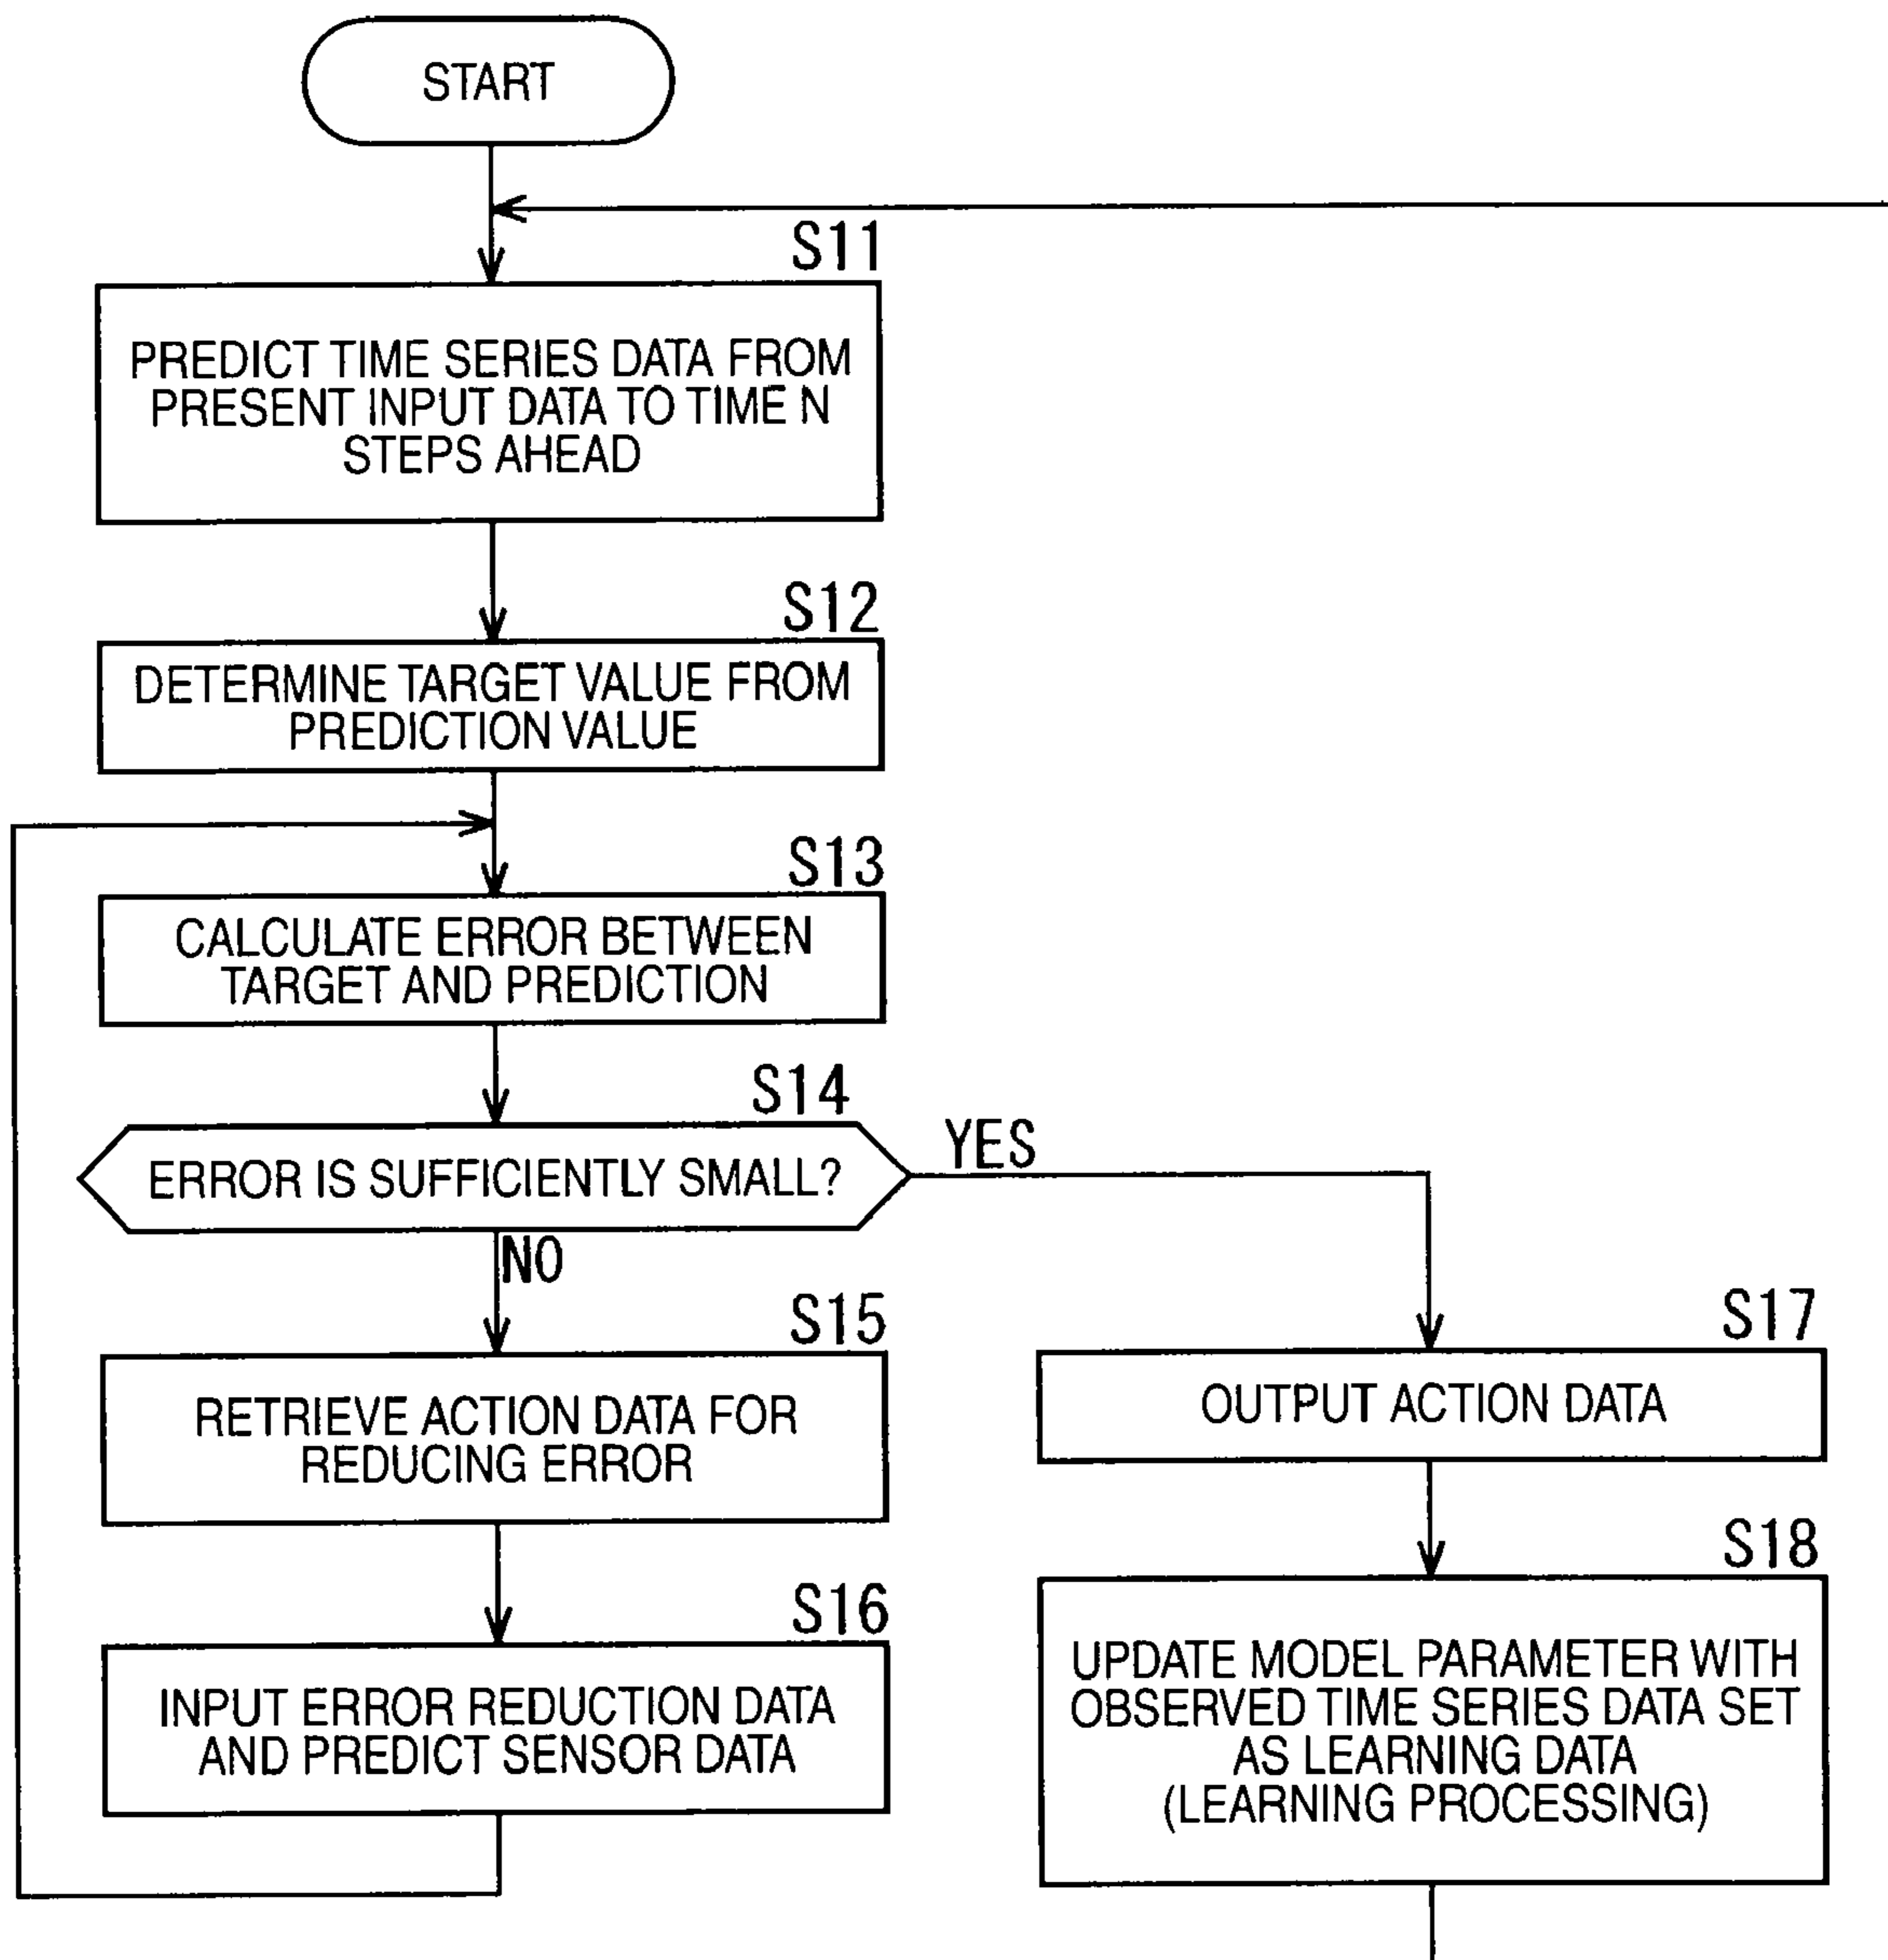 START
S11
PREDICT TIME SERIES DATA FROM
PRESENT INPUT DATA TO TIME N
STEPS AHEAD
S12
DETERMINE TARGET VALUE FROM
PREDICTION VALUE
S13
CALCULATE ERROR BETWEEN
TARGET AND PREDICTION
S14
ERROR IS SUFFICIENTLY SMALL?
YES
NO
S15
RETRIEVE ACTION DATA FOR
REDUCING ERROR
S16
INPUT ERROR REDUCTION DATA
AND PREDICT SENSOR DATA
S17
OUTPUT ACTION DATA
S18
UPDATE MODEL PARAMETER WITH
OBSERVED TIME SERIES DATA SET
AS LEARNING DATA
(LEARNING PROCESSING)